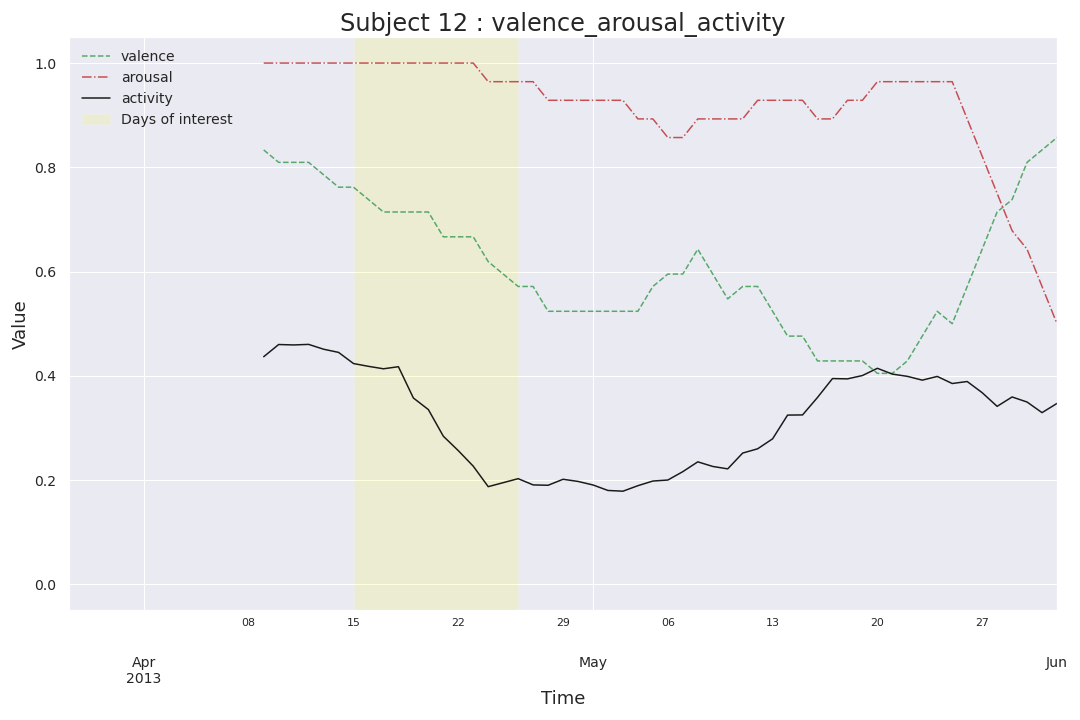 Subject 12 : valence_arousal_activity
valence
arousal
activity
Days of interest
Value
1.0
0.8
0.6
0.4
0.2
0.0
08 15 22 29 06 13 20 27
Apr May Jun
2013
Time